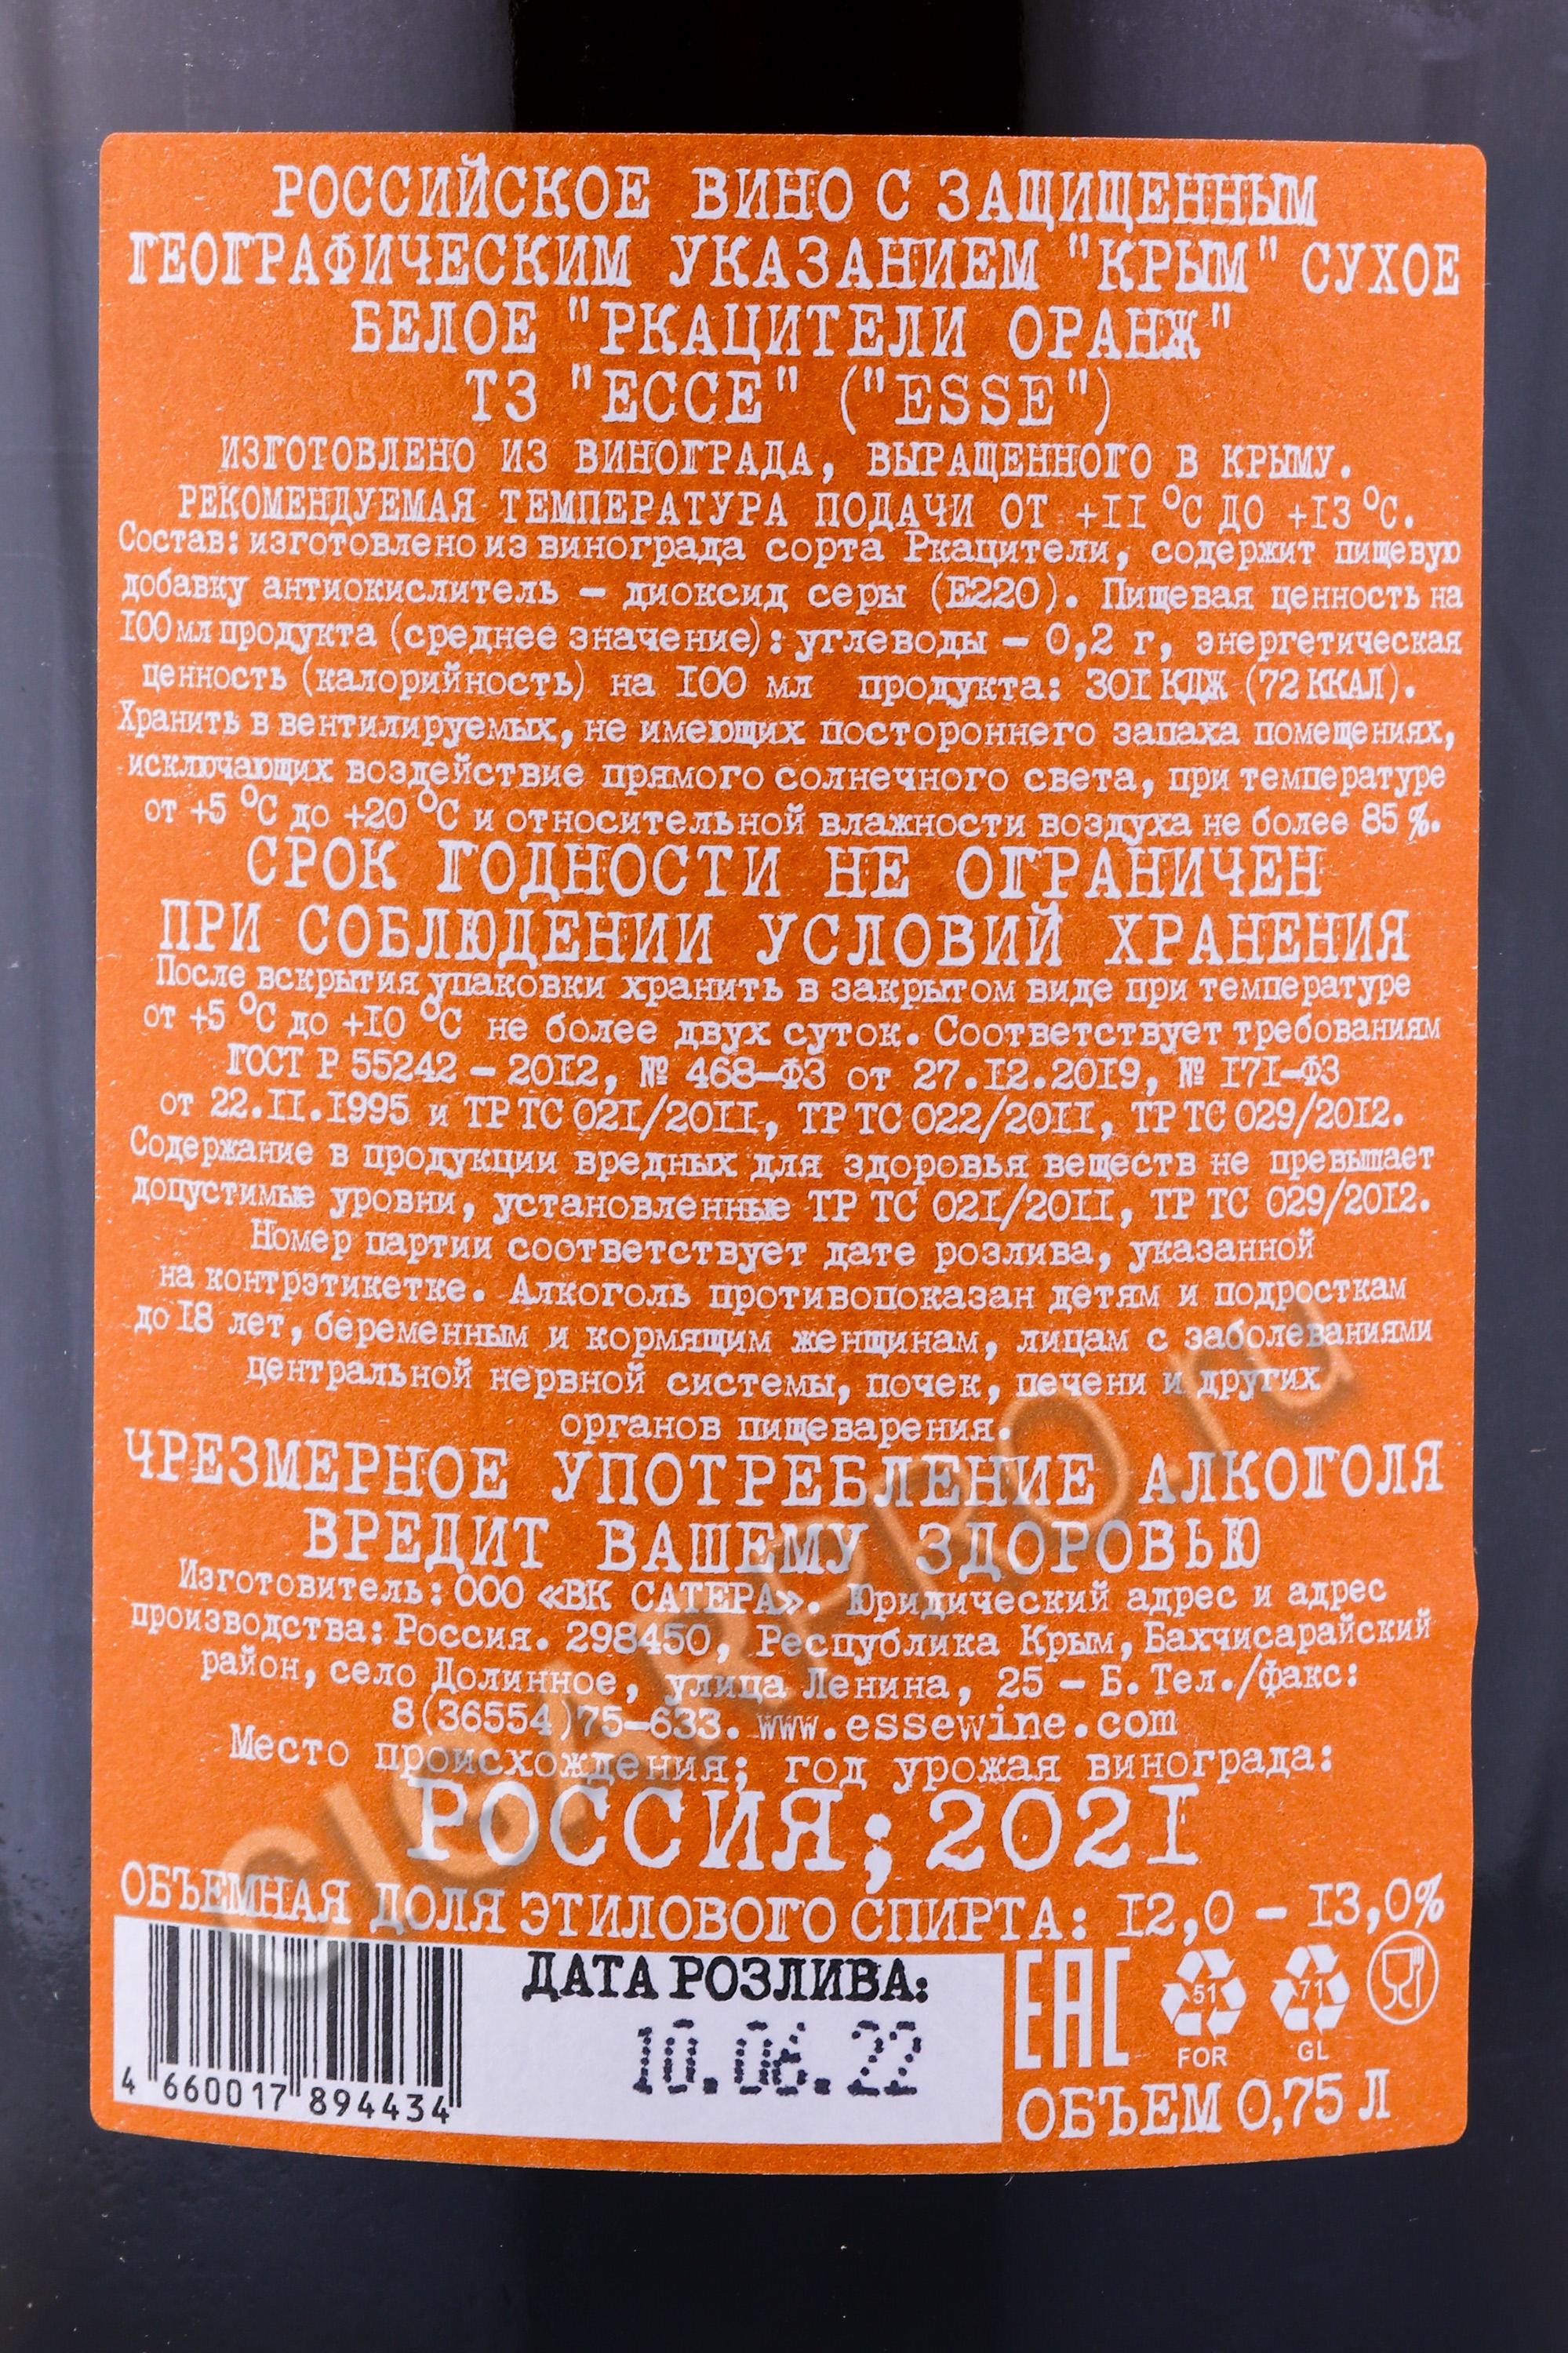 РОССИЙСКОЕ ВИНО С ЗАЩИЩЕННЫМ
ГЕОГРАФИЧЕСКИМ УКАЗАНИЕМ "КРЫМ" СУХОЕ
БЕЛОЕ "РКАЦИТЕЛИ ОРАНЖ"
ТЗ "ЕССЕ" ("ESSE")
ИЗГОТОВЛЕНО ИЗ ВИНОГРАДА, ВЫРАЩЕННОГО В КРЫМУ.
РЕКОМЕНДУЕМАЯ ТЕМПЕРАТУРА ПОДАЧИ ОТ +11 °С ДО +13 °С.
Состав: изготовлено из винограда сорта Ркацители, содержит пищевую
добавку антиокислитель – диоксид серы (Е220). Пищевая ценность на
100 мл продукта (среднее значение): углеводы – 0,2 г, энергетическая
ценность (калорийность) на 100 мл продукта: 301 КДЖ (72 ККАЛ).
Хранить в вентилируемых, не имеющих постороннего запаха помещениях,
исключающих воздействие прямого солнечного света, при температуре
от +5 °С до +20 °С и относительной влажности воздуха не более 85 %.
СРОК ГОДНОСТИ НЕ ОГРАНИЧЕН
ПРИ СОБЛЮДЕНИИ УСЛОВИЙ ХРАНЕНИЯ
После вскрытия упаковки хранить в закрытом виде при температуре
от +5 °С до +10 °С не более двух суток. Соответствует требованиям
ГОСТ Р 55242 – 2012, № 468–ФЗ от 27.12.2019, № 171–ФЗ
от 22.11.1995 и ТР ТС 021/2011, ТР ТС 022/2011, ТР ТС 029/2012.
Содержание в продукции вредных для здоровья веществ не превышает
допустимые уровни, установленные ТР ТС 021/2011, ТР ТС 029/2012.
Номер партии соответствует дате розлива, указанной
на контрэтикетке. Алкоголь противопоказан детям и подросткам
до 18 лет, беременным и кормящим женщинам, лицам с заболеваниями
центральной нервной системы, почек, печени и других
органов пищеварения.
ЧРЕЗМЕРНОЕ УПОТРЕБЛЕНИЕ АЛКОГОЛЯ
ВРЕДИТ ВАШЕМУ ЗДОРОВЬЮ
Изготовитель: ООО «ВК САТЕРА». Юридический адрес и адрес
производства: Россия. 298450, Республика Крым, Бахчисарайский
район, село Долинное, улица Ленина, 25 – Б. Тел./факс:
8(36554)75–633. www.essewine.com
Место происхождения; год урожая винограда:
РОССИЯ; 2021
ОБЪЕМНАЯ ДОЛЯ ЭТИЛОВОГО СПИРТА: 12,0 – 13,0%
ДАТА РОЗЛИВА:
10.06.22
4 660017 894434
EAC
51
FOR
71
GL
ОБЪЕМ 0,75 Л
CIGARPRO.ru